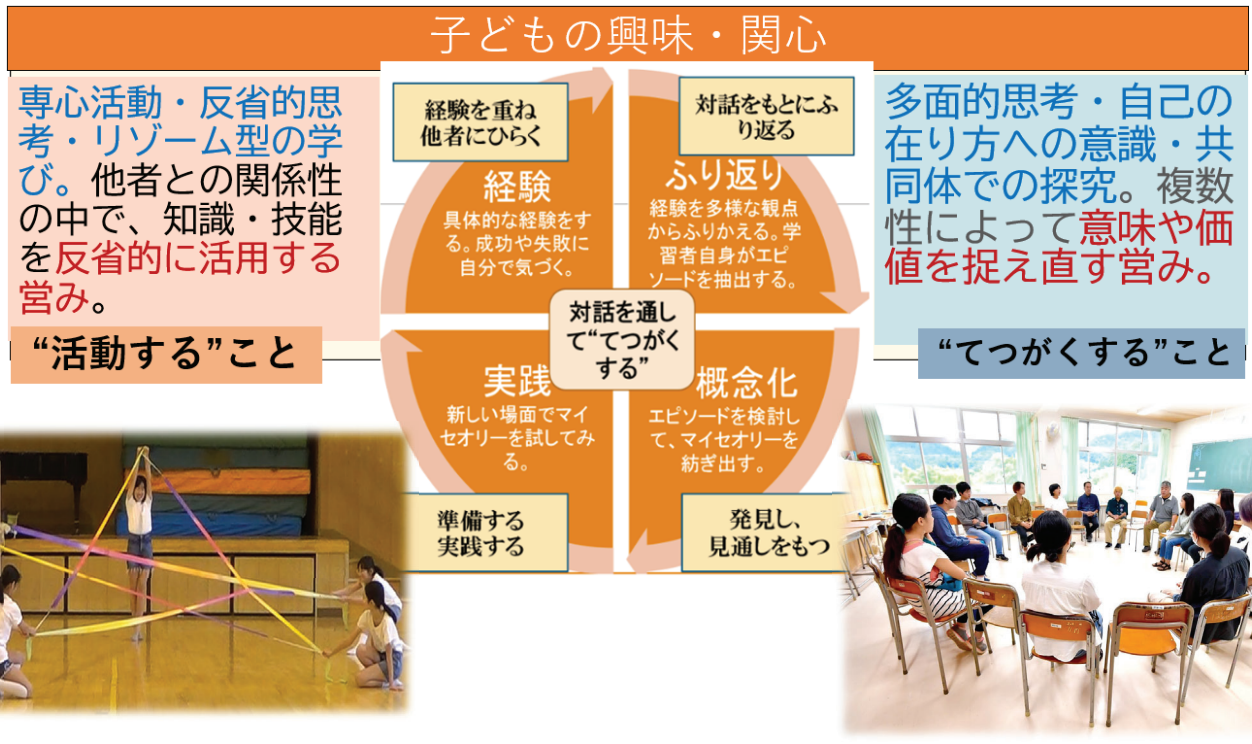 子どもの興味・関心
専心活動・反省的思
考・リゾーム型の学
び。他者との関係性
の中で、知識・技能
を反省的に活用する
営み。
“活動する”こと
経験を重ね
他者にひらく
経験
具体的な経験をす
る。成功や失敗に
自分で気づく。
対話をもとにふ
り返る
ふり返り
経験を多様な観点
からふりかえる。学
習者自身がエピ
ソードを抽出する。
対話を通し
て“てつがく
する”
実践
新しい場面でマイ
セオリーを試してみ
る。
準備する
実践する
概念化
エピソードを検討し
て、マイセオリーを
紡ぎ出す。
発見し、
見通しをもつ
多面的思考・自己の
在り方への意識・共
同体での探究。複数
性によって意味や価
値を捉え直す営み。
“てつがくする”こと